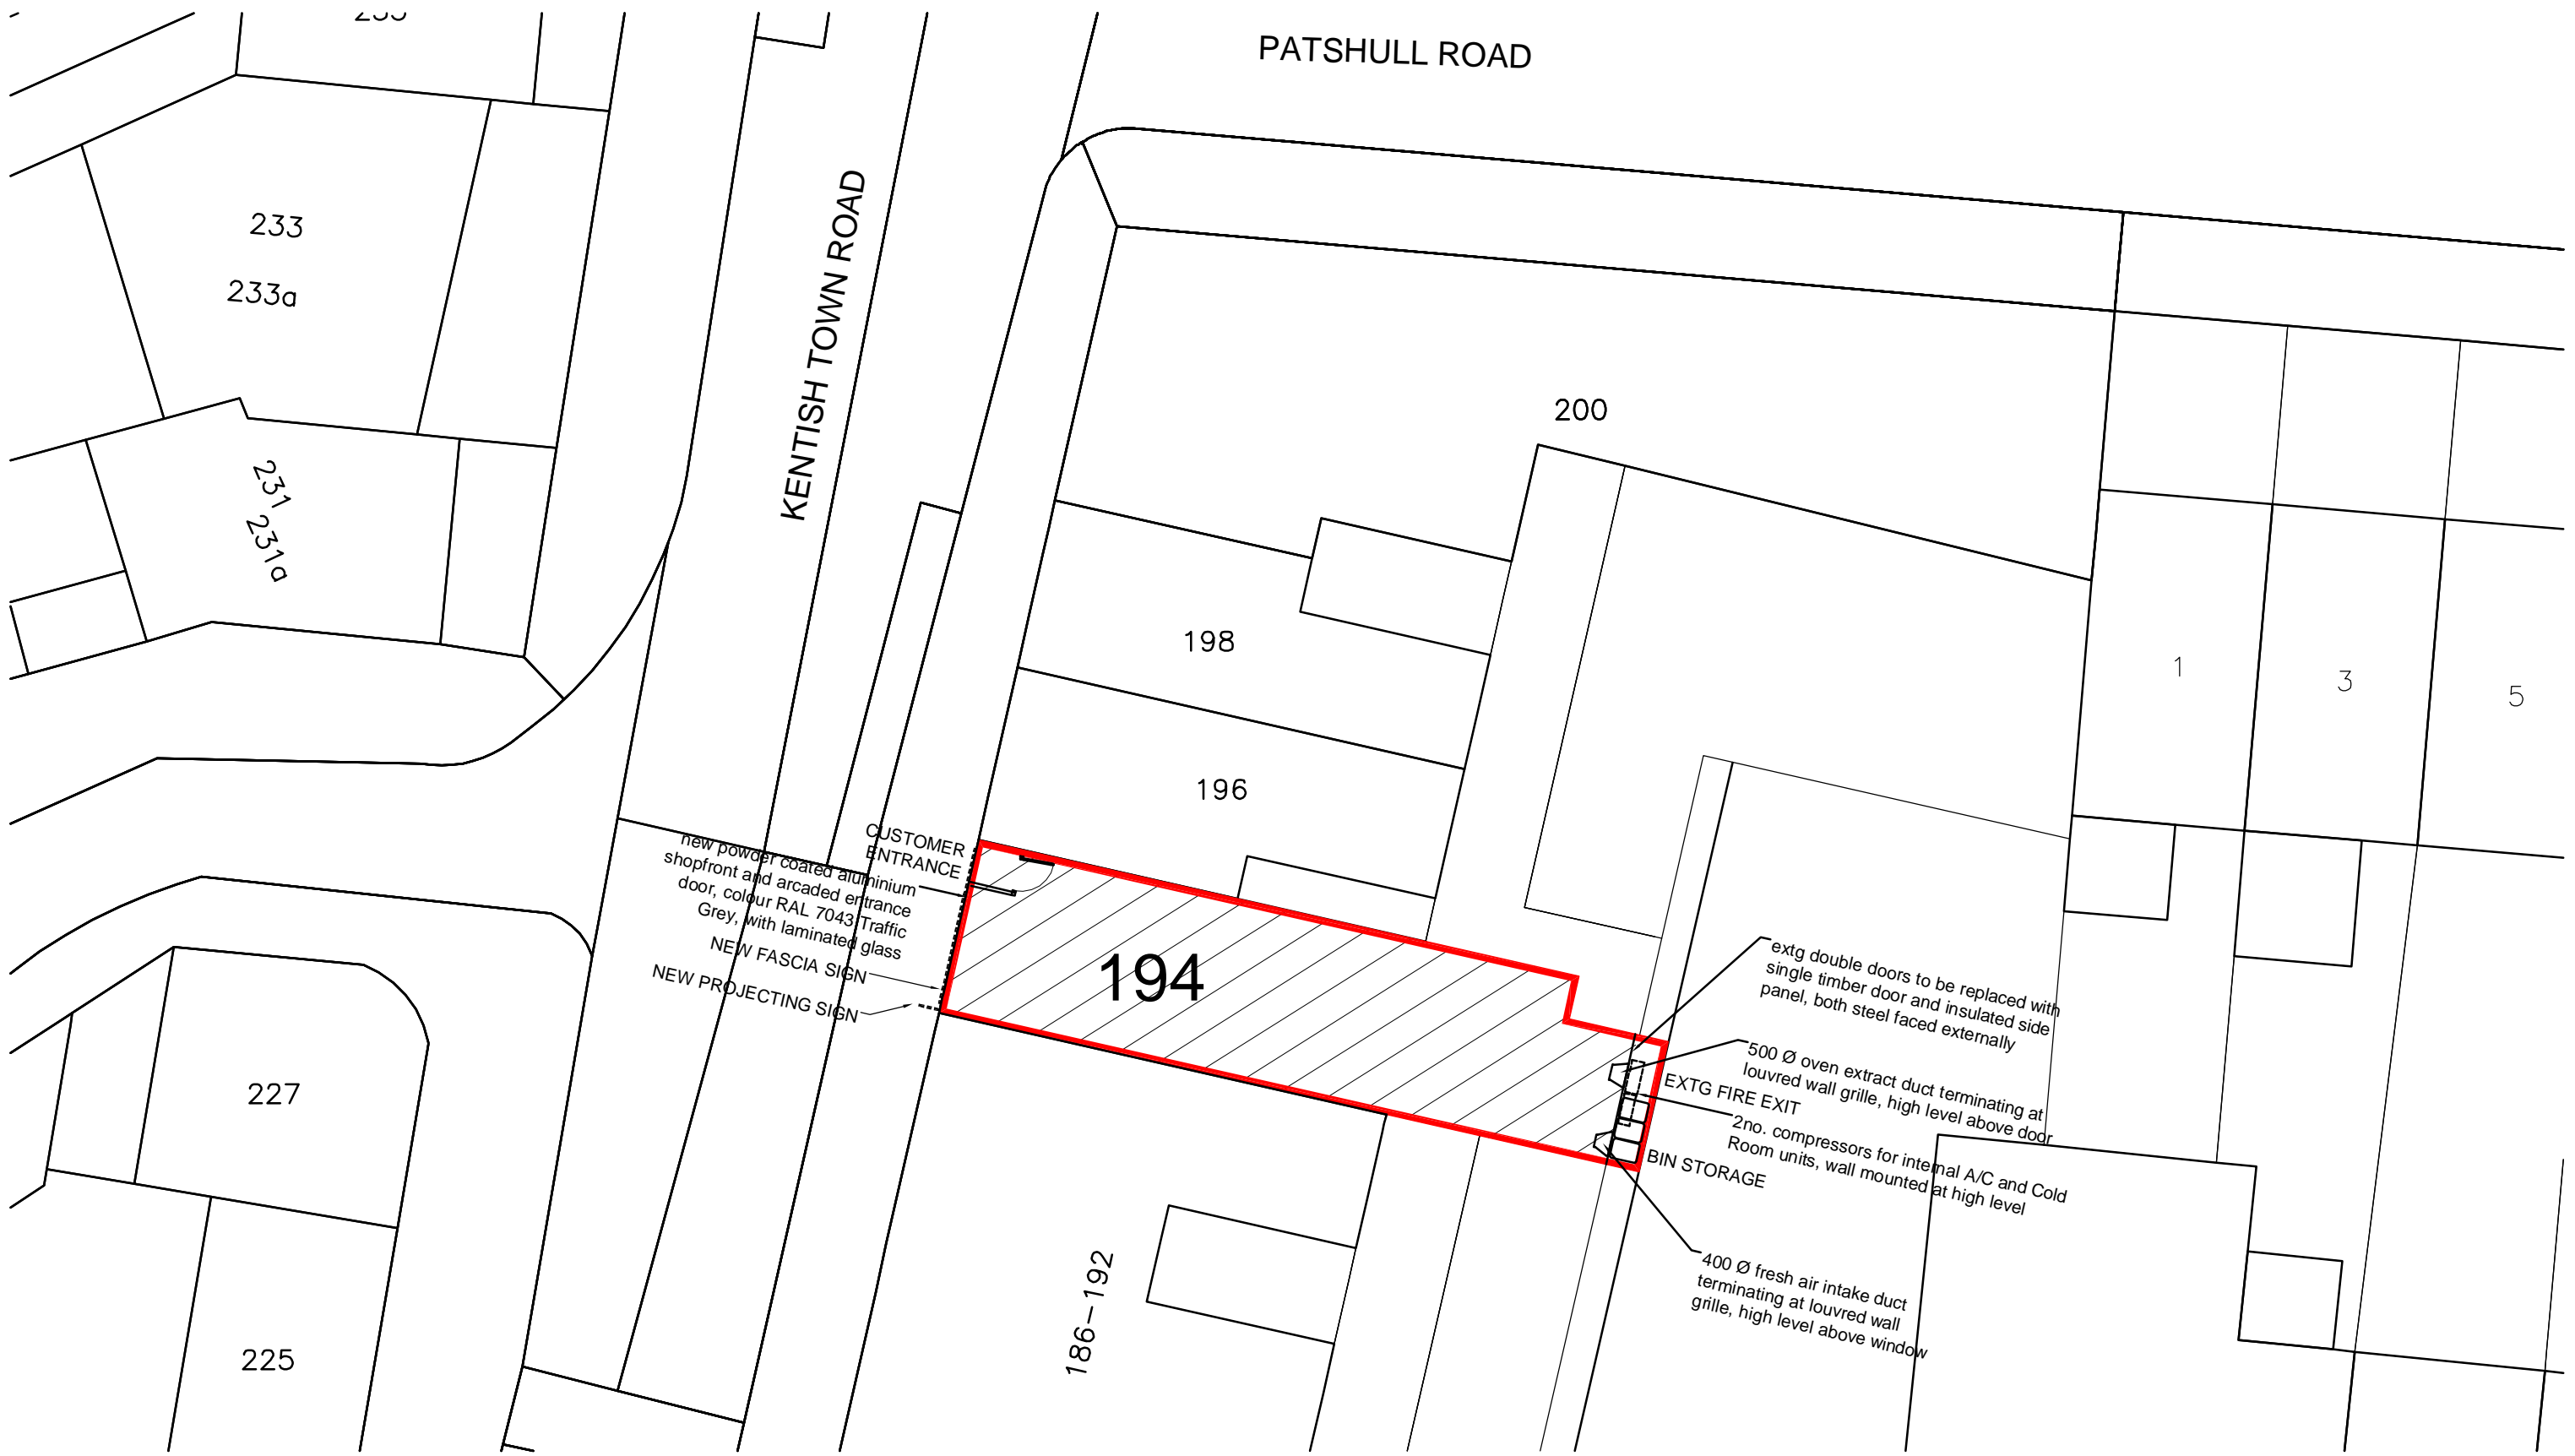 PATSHULL ROAD
233
233a
KENTISH TOWN ROAD
200
231
231a
198
1
3
5
196
CUSTOMER
ENTRANCE
new powder coated aluminium
shopfront and arcaded entrance
door, colour RAL 7043 Traffic
Grey, with laminated glass
NEW FASCIA SIGN
NEW PROJECTING SIGN
194
extg double doors to be replaced with
single timber door and insulated side
panel, both steel faced externally
500 Ø oven extract duct terminating at
louvred wall grille, high level above door
EXTG FIRE EXIT
2no. compressors for internal A/C and Cold
Room units, wall mounted at high level
BIN STORAGE
400 Ø fresh air intake duct
terminating at louvred wall
grille, high level above window
227
186–192
225